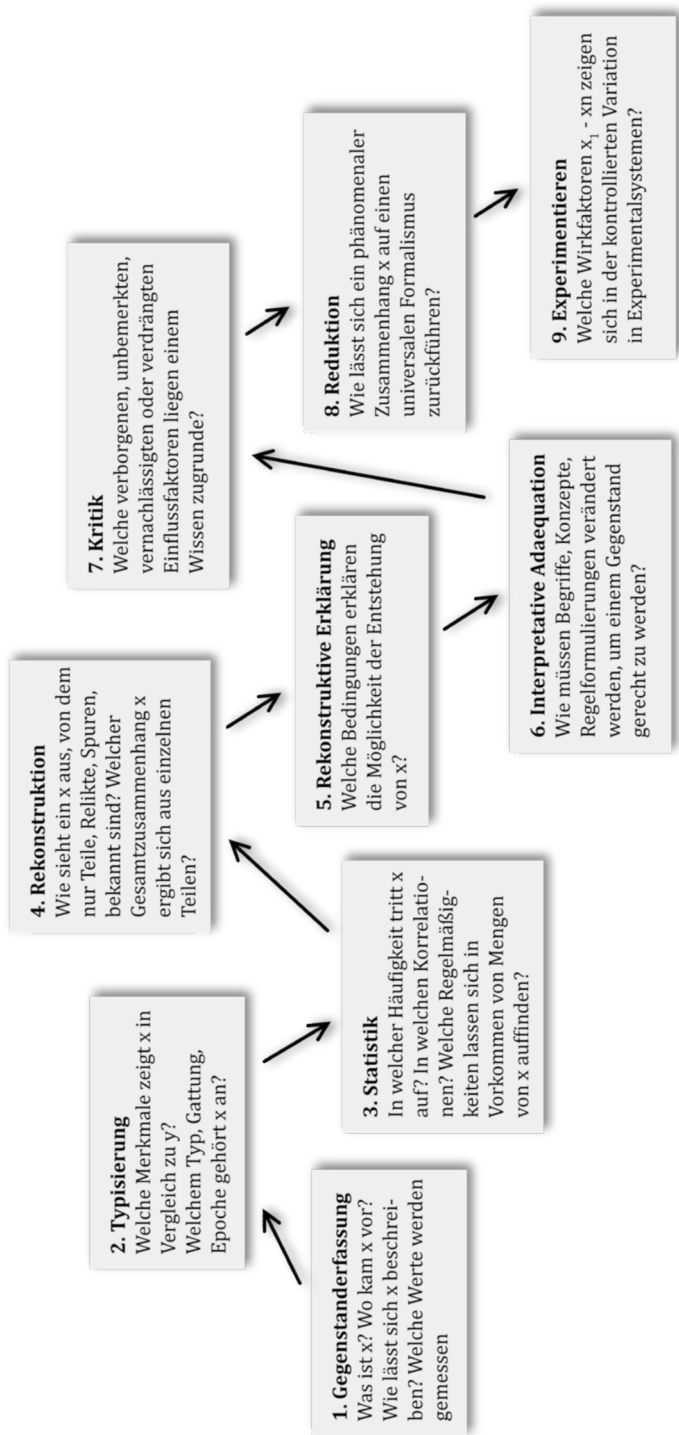 1. Gegenstanderfassung
Was ist x? Wo kam x vor?
Wie lässt sich x beschrei-
ben? Welche Werte werden
gemessen
2. Typisierung
Welche Merkmale zeigt x in
Vergleich zu y?
Welchem Typ, Gattung,
Epoche gehört x an?
3. Statistik
In welcher Häufigkeit tritt x
auf? In welchen Korrelatio-
nen? Welche Regelmäßig-
keiten lassen sich in
Vorkommen von Mengen
von x auffinden?
4. Rekonstruktion
Wie sieht ein x aus, von dem
nur Teile, Relikte, Spuren,
bekannt sind? Welcher
Gesamtzusammenhang x
ergibt sich aus einzelnen
Teilen?
5. Rekonstruktive Erklärung
Welche Bedingungen erklären
die Möglichkeit der Entstehung
von x?
6. Interpretative Adaequation
Wie müssen Begriffe, Konzepte,
Regelformulierungen verändert
werden, um einem Gegenstand
gerecht zu werden?
7. Kritik
Welche verborgenen, unbemerkten,
vernachlässigten oder verdrängten
Einflussfaktoren liegen einem
Wissen zugrunde?
8. Reduktion
Wie lässt sich ein phänomenaler
Zusammenhang x auf einen
universalen Formalismus
zurückführen?
9. Experimentieren
Welche Wirkfaktoren x₁ - xn zeigen
sich in der kontrollierten Variation
in Experimentalsystemen?